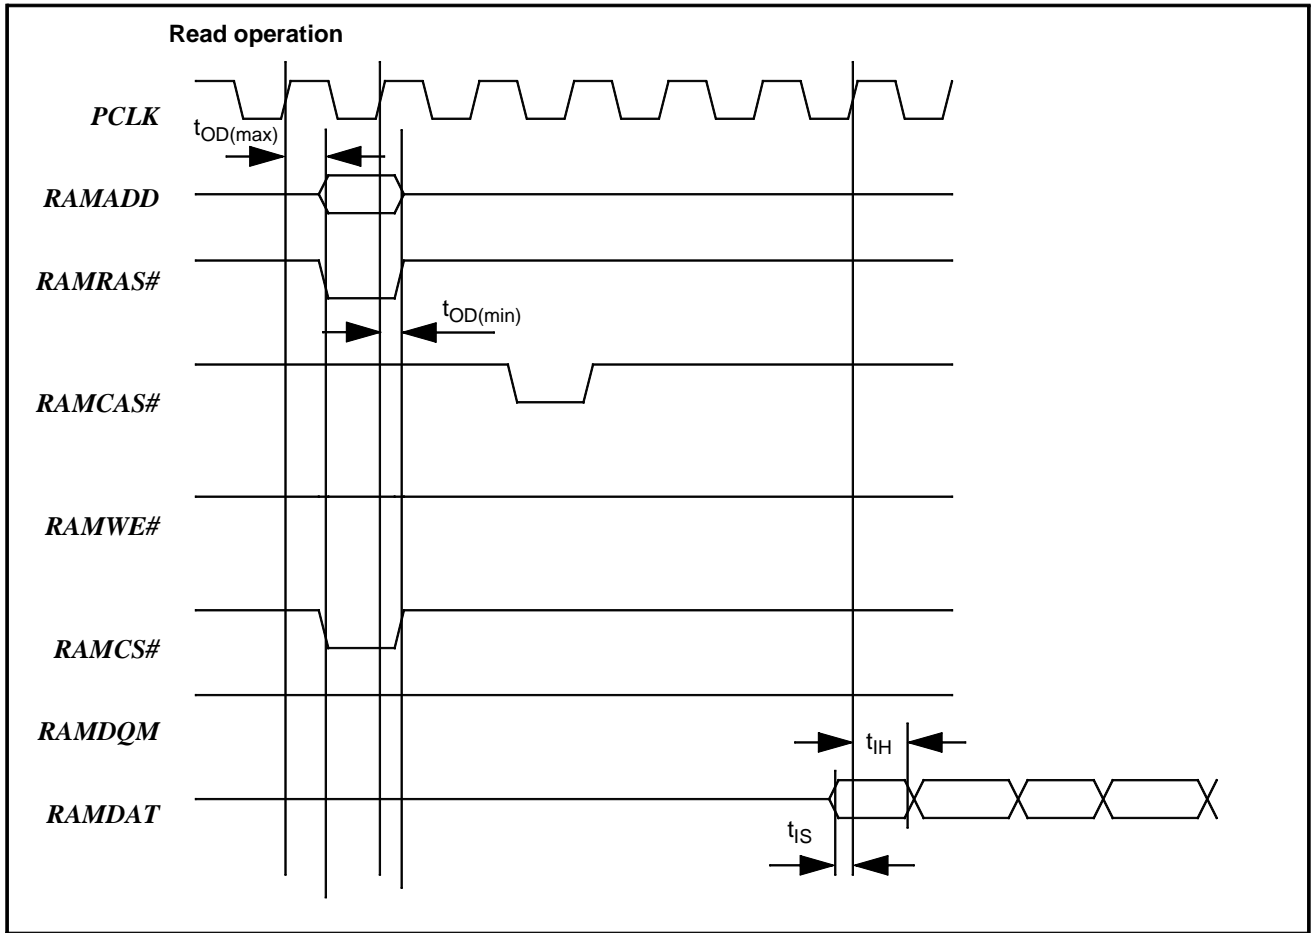 Read operation
PCLK
tOD(max)
RAMADD
RAMRAS#
tOD(min)
RAMCAS#
RAMWE#
RAMCS#
RAMDQM
tIH
RAMDAT
tIS